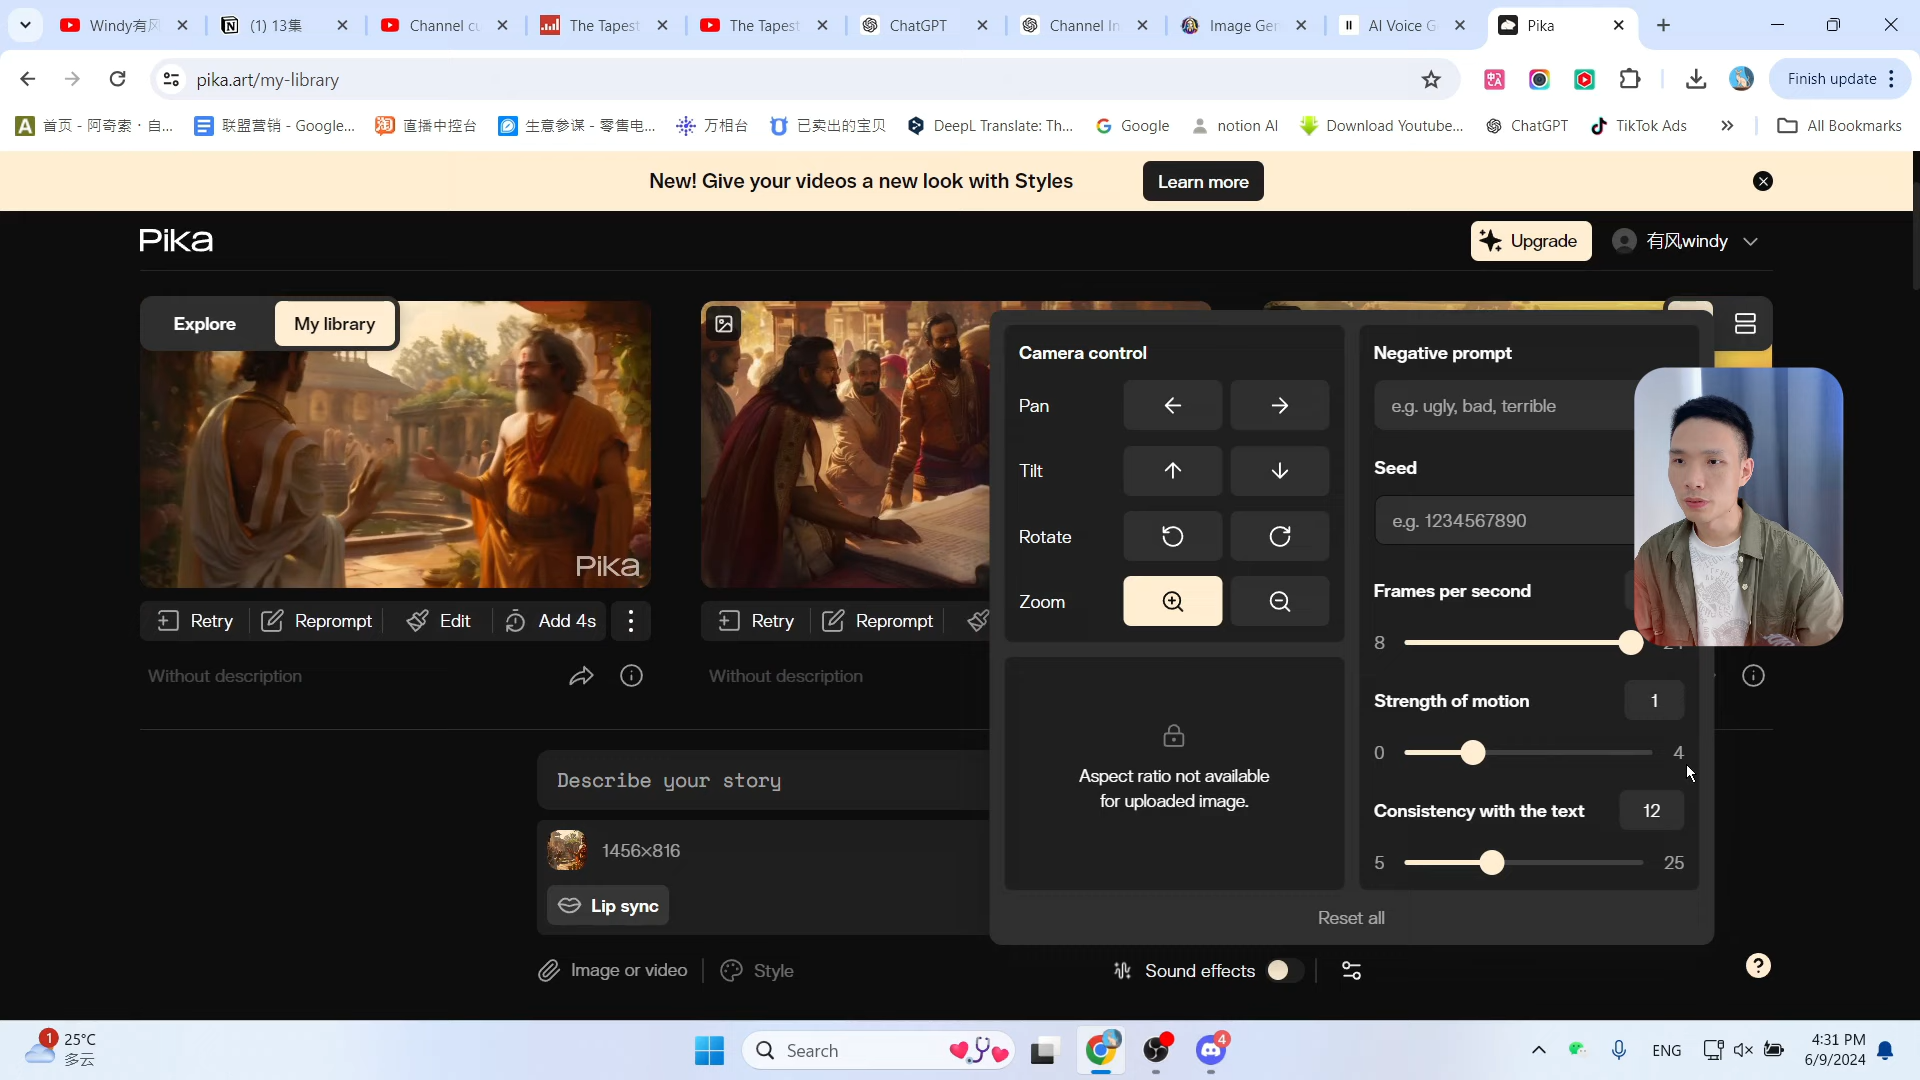 Windy有风
(1) 13集
Channel cu
The Tapest
The Tapest
ChatGPT
Channel In
Image Gen
AI Voice G
Pika
pika.art/my-library
Finish update
首页 - 阿奇索 · 自...
联盟营销 - Google...
直播中控台
生意参谋 - 零售电...
万相台
已卖出的宝贝
DeepL Translate: Th...
Google
notion AI
Download Youtube...
ChatGPT
TikTok Ads
All Bookmarks
New! Give your videos a new look with Styles
Learn more
Pika
Upgrade
有风windy
Explore
My library
Pika
Camera control
Pan
Tilt
Rotate
Zoom
Aspect ratio not available
for uploaded image.
Negative prompt
e.g. ugly, bad, terrible
Seed
e.g. 1234567890
Frames per second
8
Strength of motion
1
0
4
Consistency with the text
12
5
25
Reset all
Retry
Reprompt
Edit
Add 4s
Retry
Reprompt
Without description
Without description
Describe your story
1456×816
Lip sync
Image or video
Style
Sound effects
?
1
25°C
多云
Search
4
ENG
4:31 PM
6/9/2024